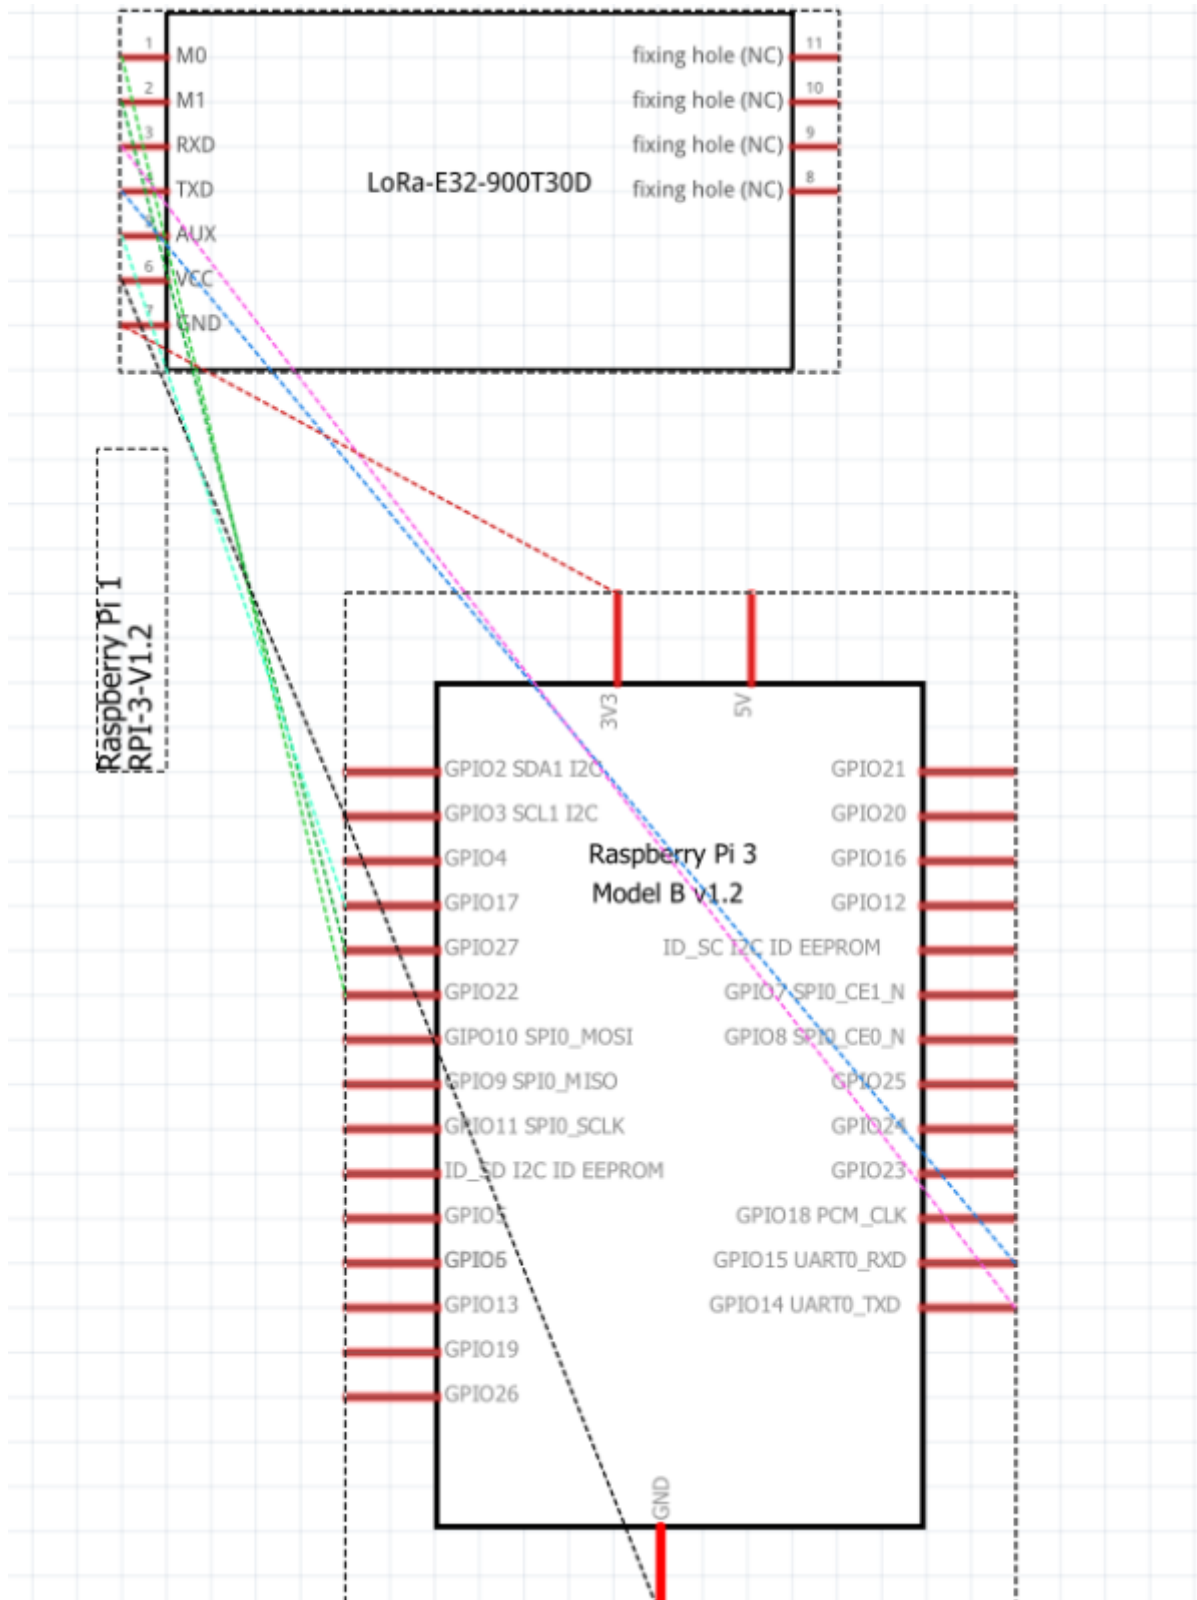 1
M0
2
M1
3
RXD
TXD
AUX
6
VCC
7
GND
LoRa-E32-900T30D
11
fixing hole (NC)
10
fixing hole (NC)
9
fixing hole (NC)
8
fixing hole (NC)
Raspberry Pi 1
RPI-3-V1.2
3V3
5V
GPIO2 SDA1 I2C
GPIO3 SCL1 I2C
GPIO4
GPIO17
GPIO27
GPIO22
GIPO10 SPI0_MOSI
GPIO9 SPI0_MISO
GPIO11 SPI0_SCLK
ID_SD I2C ID EEPROM
GPIO5
GPIO6
GPIO13
GPIO19
GPIO26
Raspberry Pi 3
Model B v1.2
GPIO21
GPIO20
GPIO16
GPIO12
ID_SC I2C ID EEPROM
GPIO7 SPI0_CE1_N
GPIO8 SPI0_CE0_N
GPIO25
GPIO24
GPIO23
GPIO18 PCM_CLK
GPIO15 UART0_RXD
GPIO14 UART0_TXD
GND